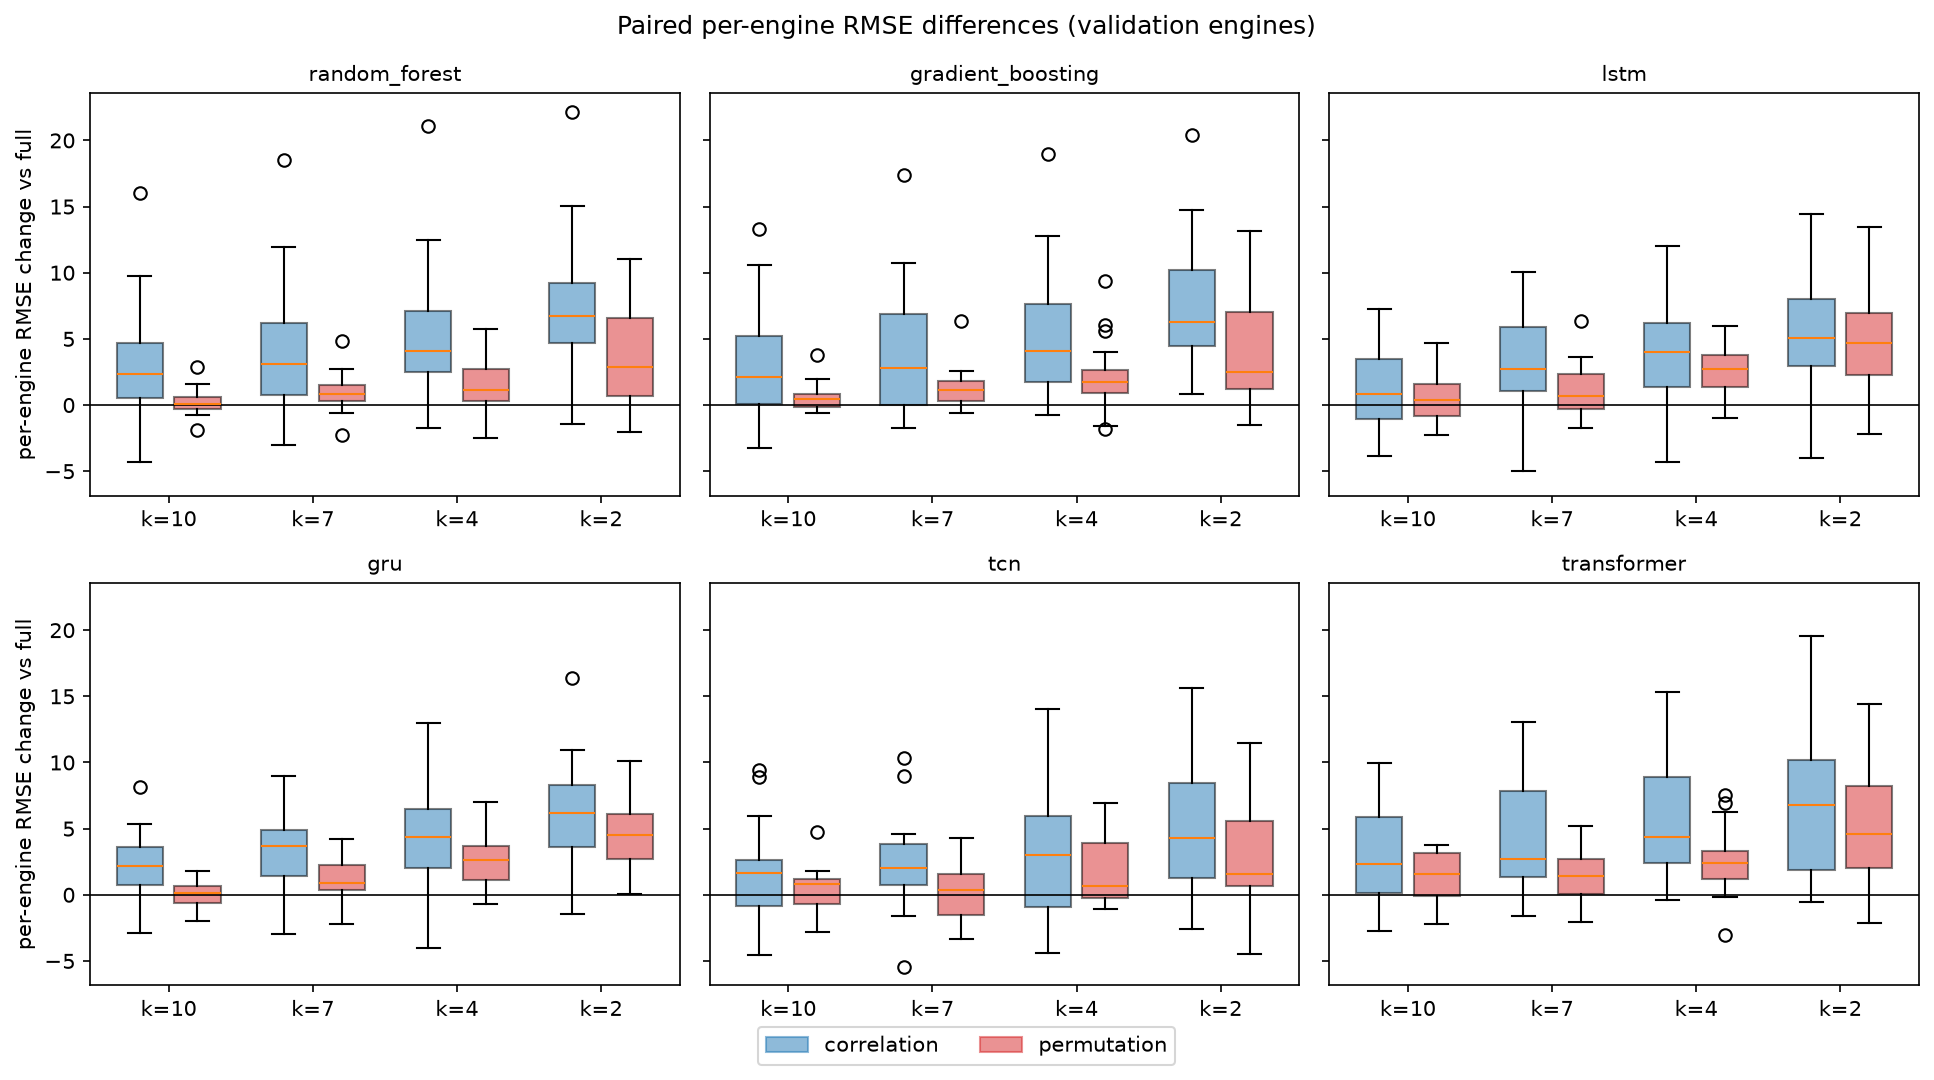 Paired per-engine RMSE differences (validation engines)
random_forest
gradient_boosting
lstm
per-engine RMSE change vs full
20
15
10
5
0
−5
k=10 k=7 k=4 k=2
k=10 k=7 k=4 k=2
k=10 k=7 k=4 k=2
gru
tcn
transformer
per-engine RMSE change vs full
20
15
10
5
0
−5
k=10 k=7 k=4 k=2
k=10 k=7 k=4 k=2
k=10 k=7 k=4 k=2
correlation
permutation